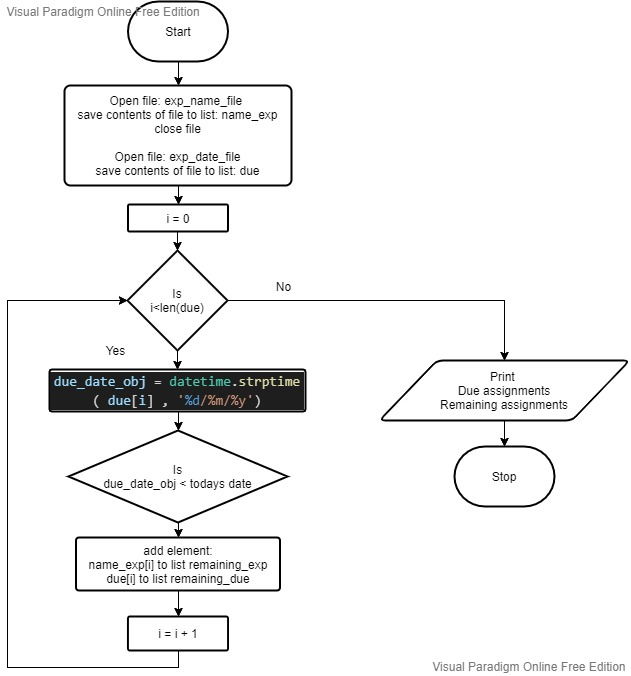 Visual Paradigm Online Free Edition
Start
Open file: exp_name_file
save contents of file to list: name_exp
close file
Open file: exp_date_file
save contents of file to list: due
i = 0
Is
i<len(due)
No
Yes
due_date_obj = datetime.strptime
( due[i] , '%d/%m/%y')
Print
Due assignments
Remaining assignments
Is
due_date_obj < todays date
Stop
add element:
name_exp[i] to list remaining_exp
due[i] to list remaining_due
i = i + 1
Visual Paradigm Online Free Edition